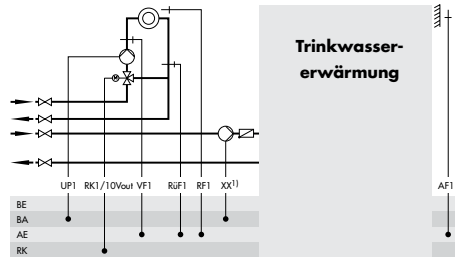 Trinkwasser-
erwärmung
UP1 RK1/10Vout VF1 RüF1 RF1 XX1) AF1
BE
BA
AE
RK